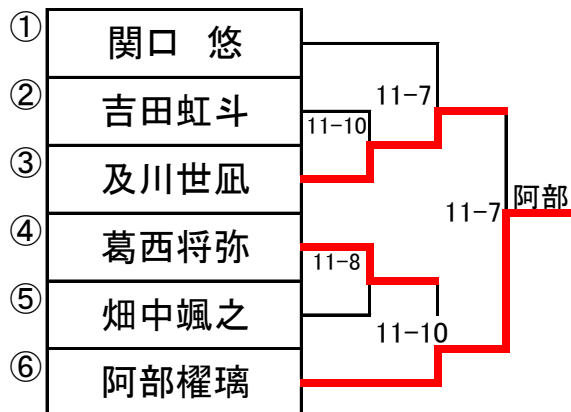 ① 関口 悠
② 吉田虹斗
③ 及川世凪
④ 葛西将弥
⑤ 畑中颯之
⑥ 阿部櫂璃
11-7
11-10
11-7
阿部
11-8
11-10